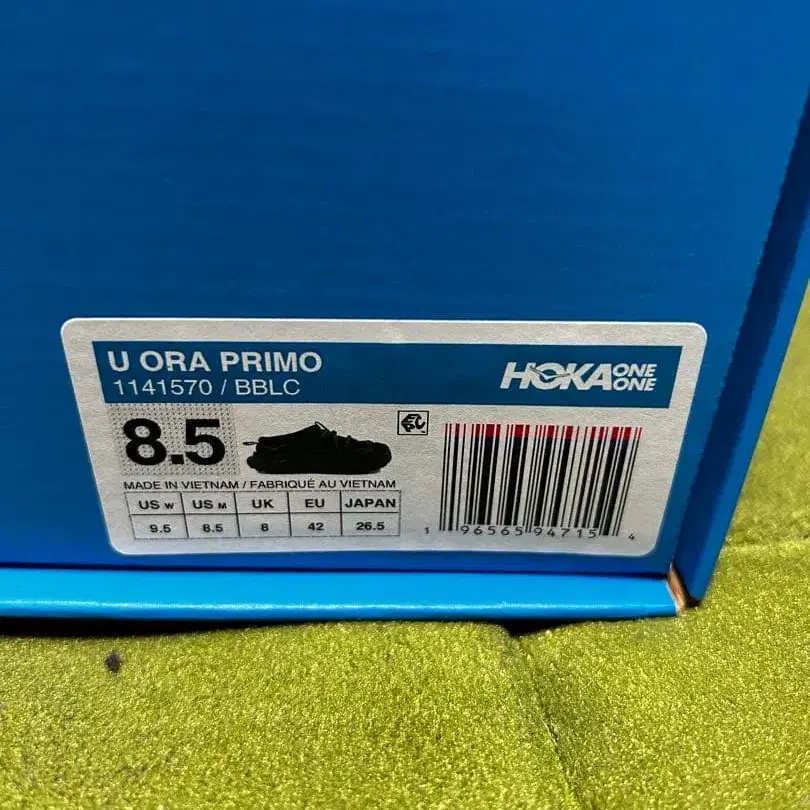 U ORA PRIMO
1141570 / BBLC
HOKA ONE ONE
8.5
MADE IN VIETNAM / FABRIQUÉ AU VIETNAM
US W US M UK EU JAPAN
9.5 8.5 8 42 26.5
1 96565 94715 4